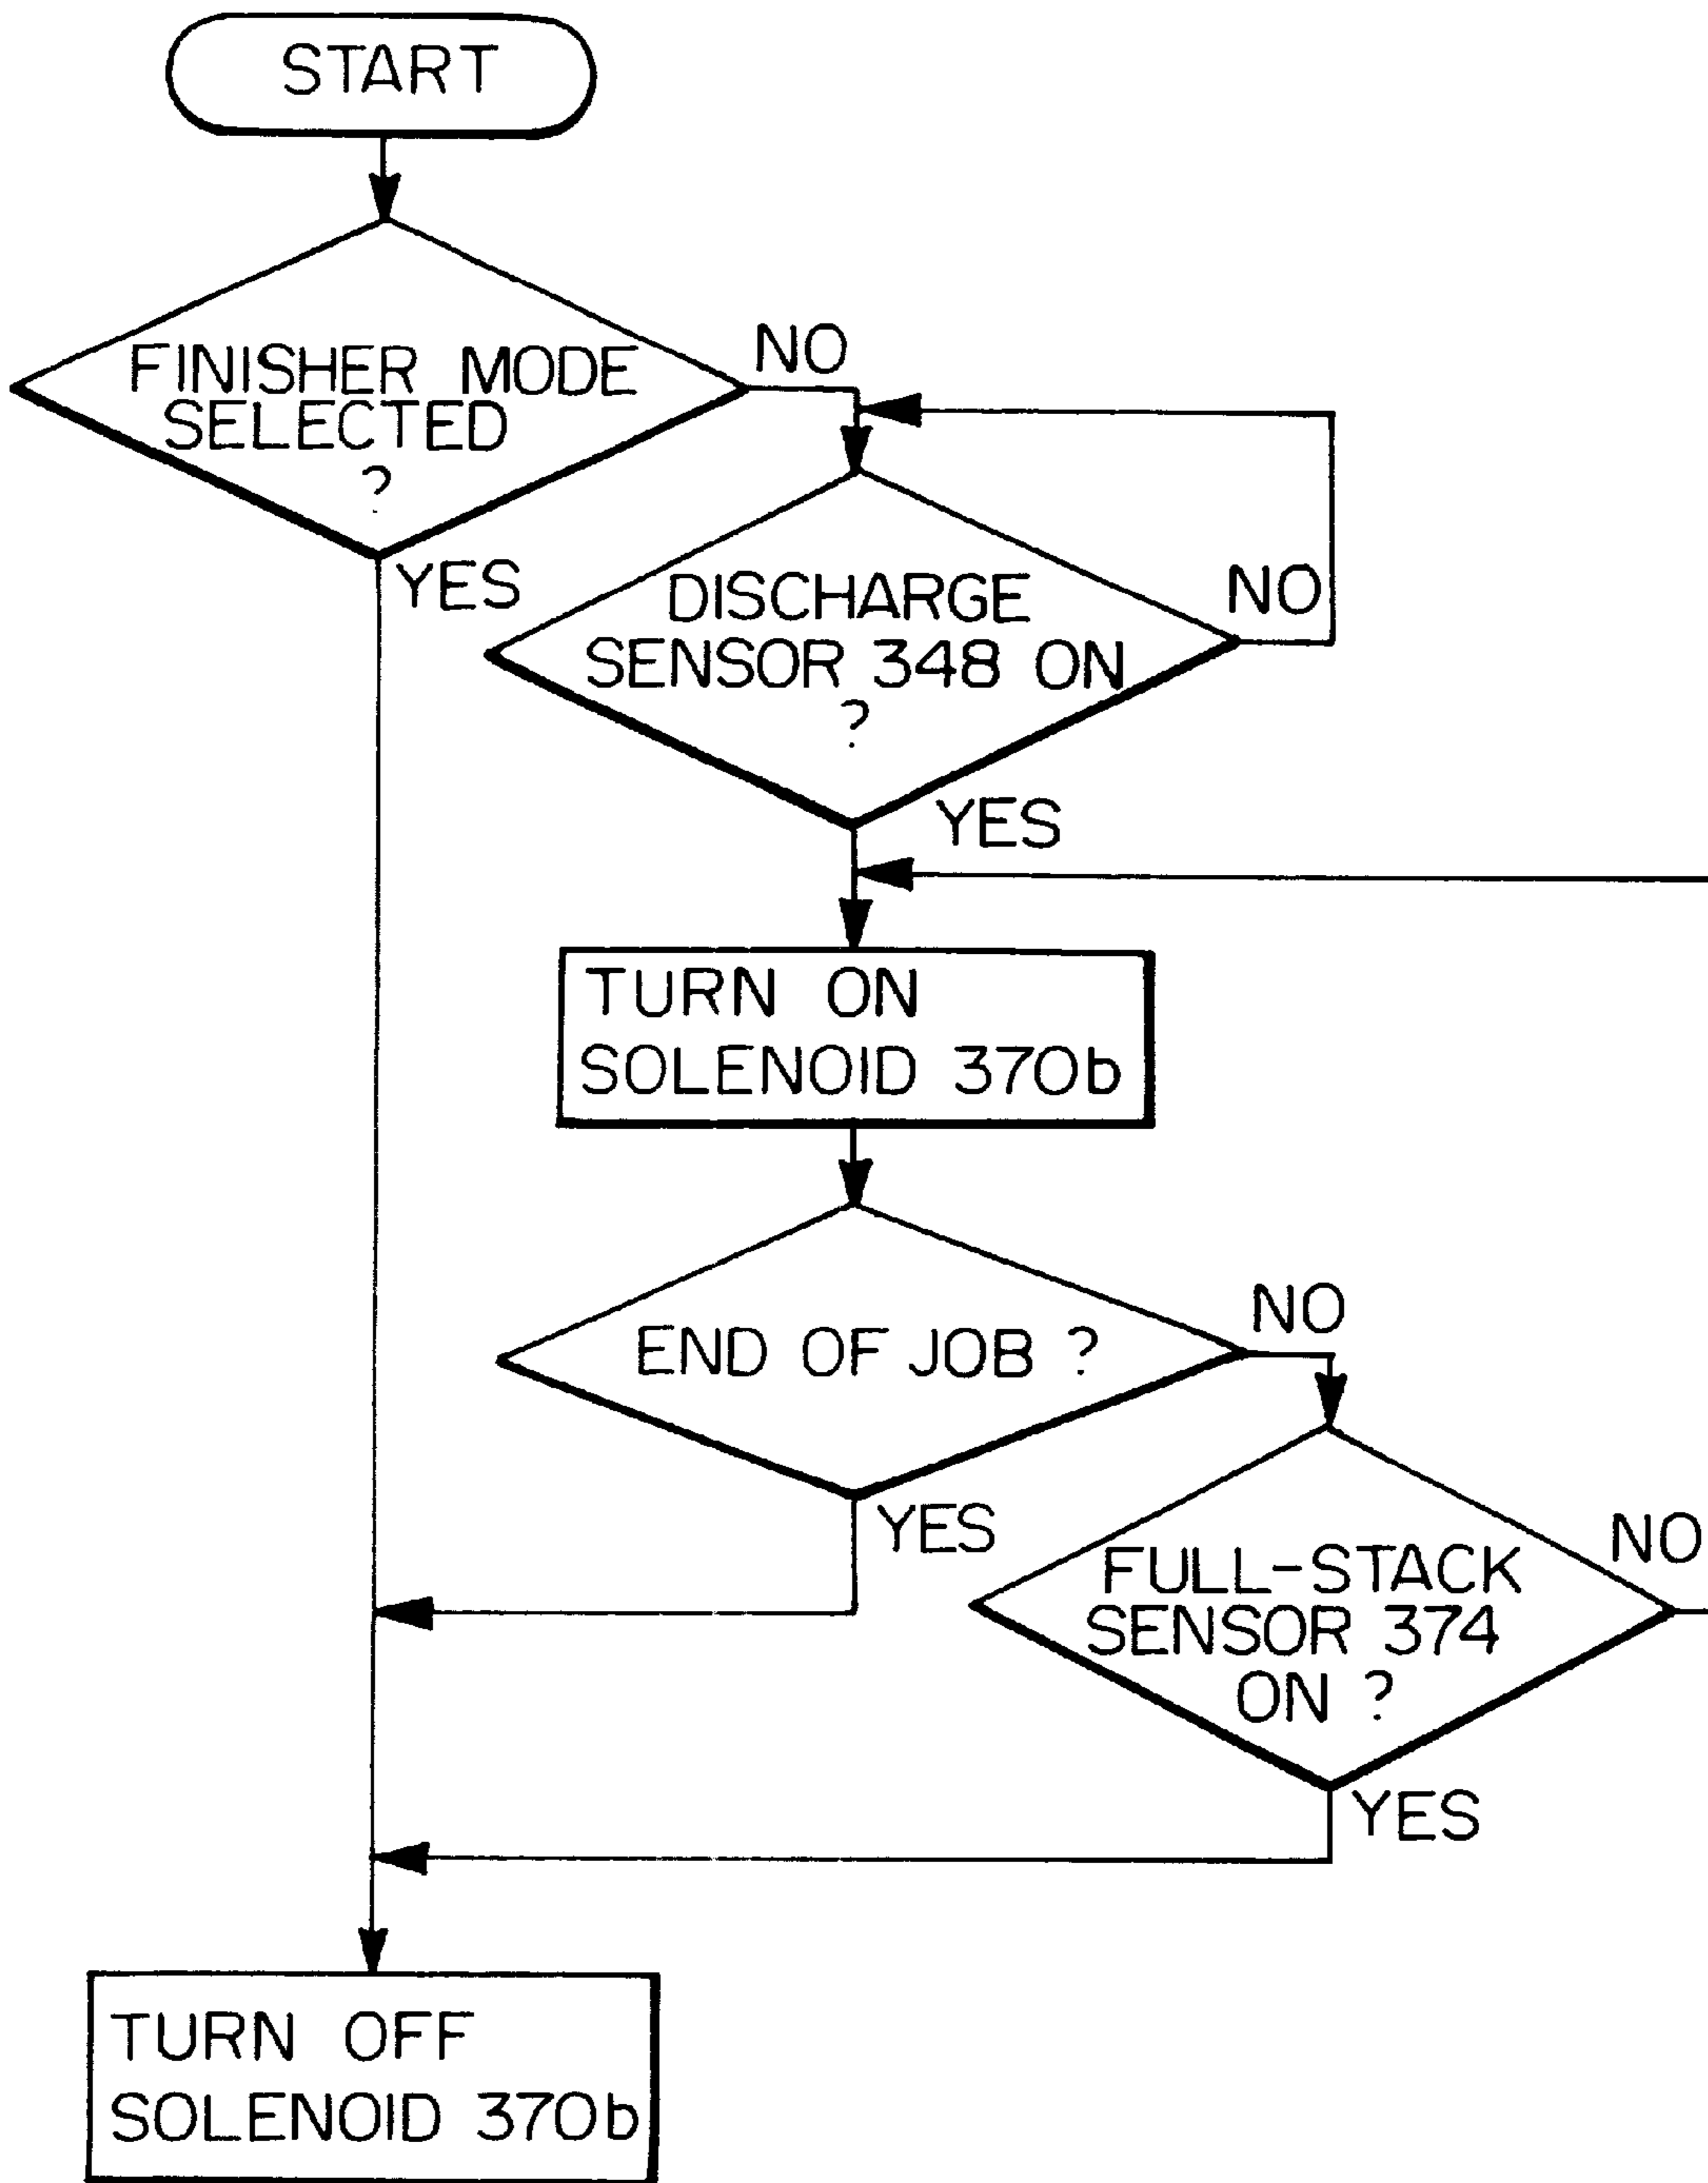 START
FINISHER MODE
SELECTED
?
NO
YES
DISCHARGE
SENSOR 348 ON
?
NO
YES
TURN ON
SOLENOID 370b
END OF JOB ?
NO
YES
FULL-STACK
SENSOR 374
ON ?
NO
YES
TURN OFF
SOLENOID 370b